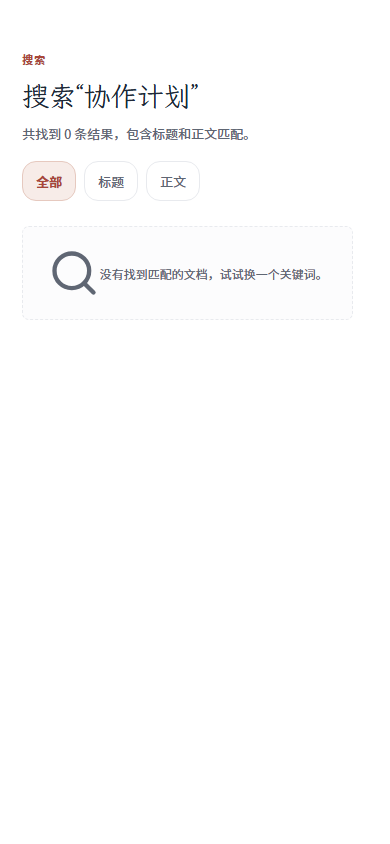 搜索
搜索“协作计划”
共找到 0 条结果，包含标题和正文匹配。
全部 标题 正文
没有找到匹配的文档，试试换一个关键词。